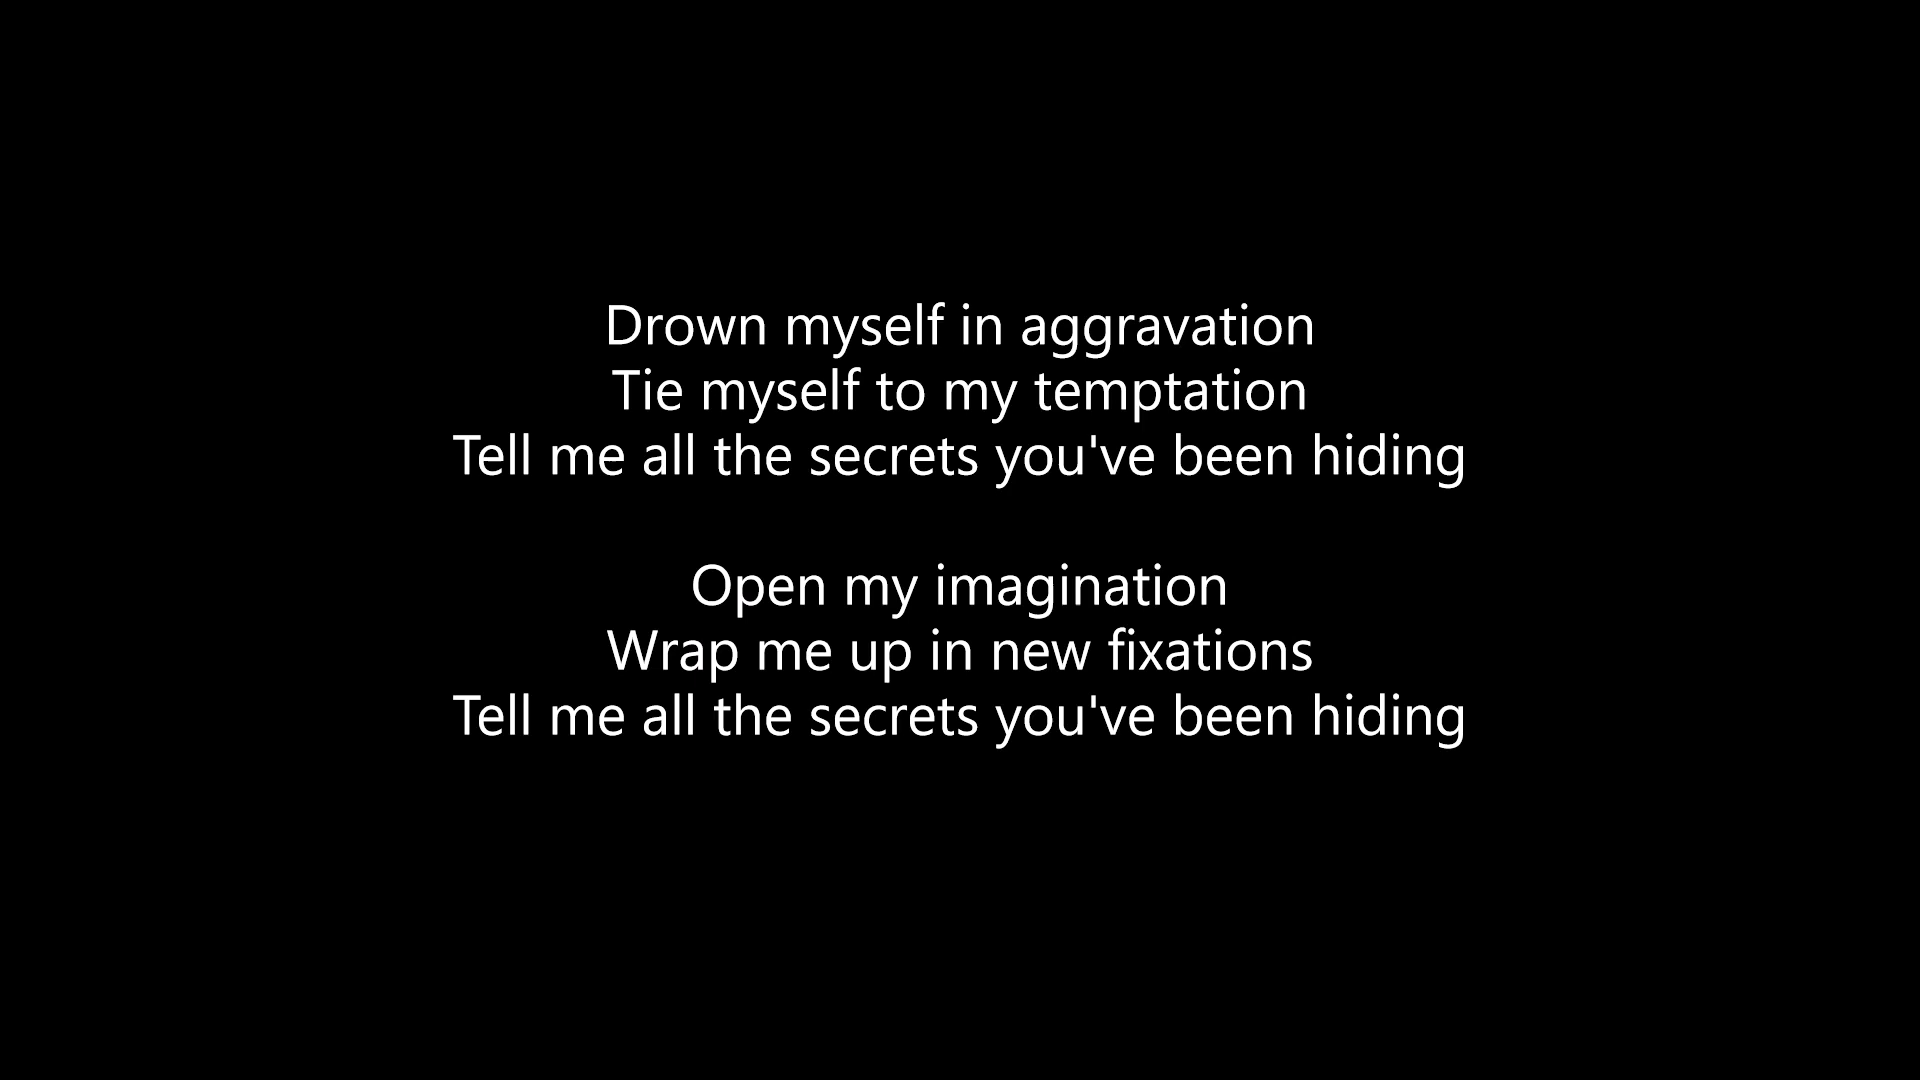 Drown myself in aggravation
Tie myself to my temptation
Tell me all the secrets you've been hiding
Open my imagination
Wrap me up in new fixations
Tell me all the secrets you've been hiding